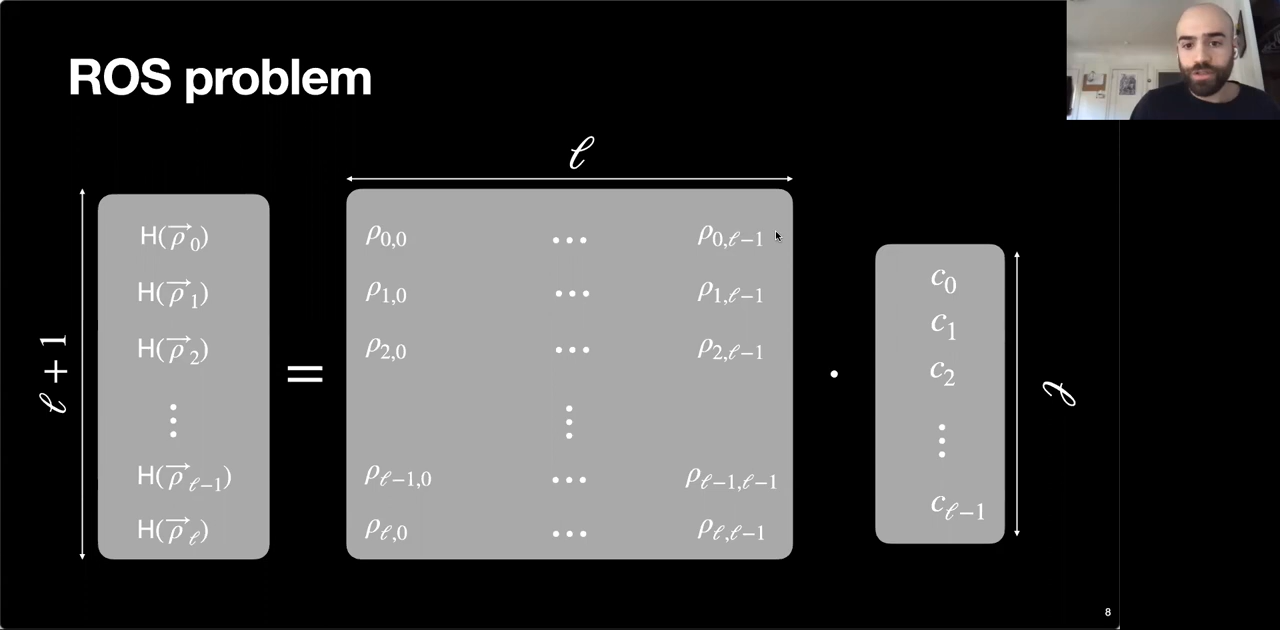 ROS problem
ℓ
ℓ + 1
H(ρ⃗₀) = ρ₀,₀ ⋯ ρ₀,ℓ₋₁ · c₀
H(ρ⃗₁) ρ₁,₀ ⋯ ρ₁,ℓ₋₁ c₁
H(ρ⃗₂) ρ₂,₀ ⋯ ρ₂,ℓ₋₁ c₂
⋮ ⋮ ⋮
H(ρ⃗ℓ₋₁) ρℓ₋₁,₀ ⋯ ρℓ₋₁,ℓ₋₁ cℓ₋₁
H(ρ⃗ℓ) ρℓ,₀ ⋯ ρℓ,ℓ₋₁
ℓ
8